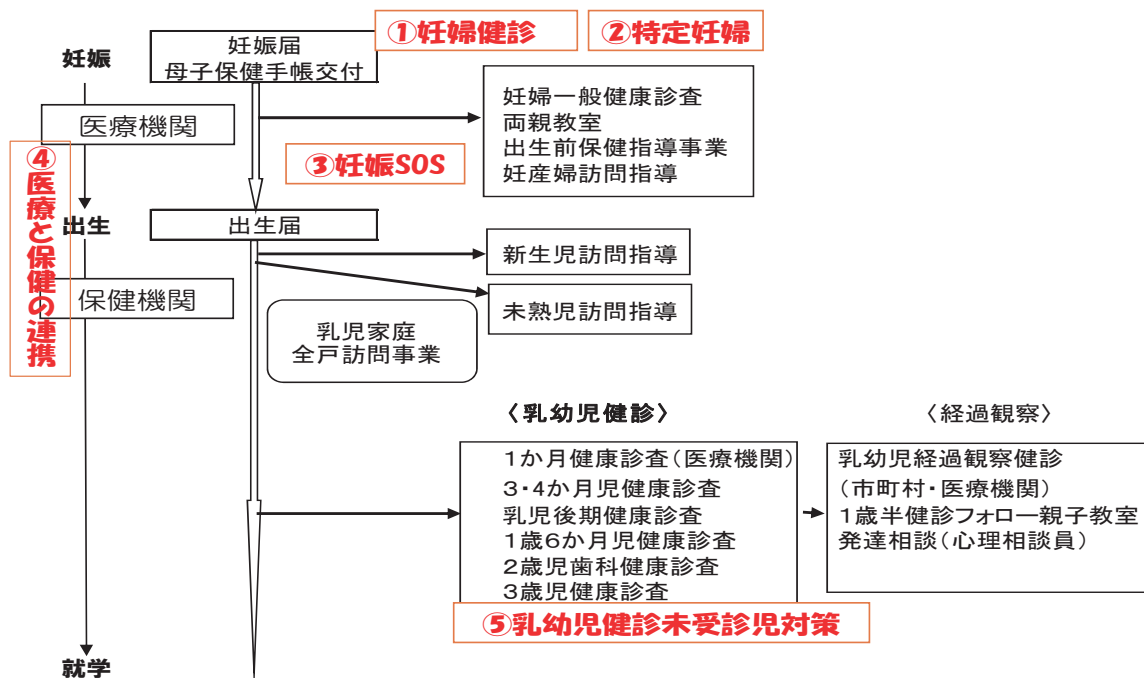 ①妊婦健診
②特定妊婦
妊娠
妊娠届
母子保健手帳交付
医療機関
妊婦一般健康診査
両親教室
出生前保健指導事業
妊産婦訪問指導
③妊娠SOS
④医療と保健の連携
出生
出生届
新生児訪問指導
保健機関
未熟児訪問指導
乳児家庭
全戸訪問事業
〈乳幼児健診〉
1か月健康診査(医療機関)
3・4か月児健康診査
乳児後期健康診査
1歳6か月児健康診査
2歳児歯科健康診査
3歳児健康診査
〈経過観察〉
乳幼児経過観察健診
(市町村・医療機関)
1歳半健診フォロー親子教室
発達相談(心理相談員)
⑤乳幼児健診未受診児対策
就学